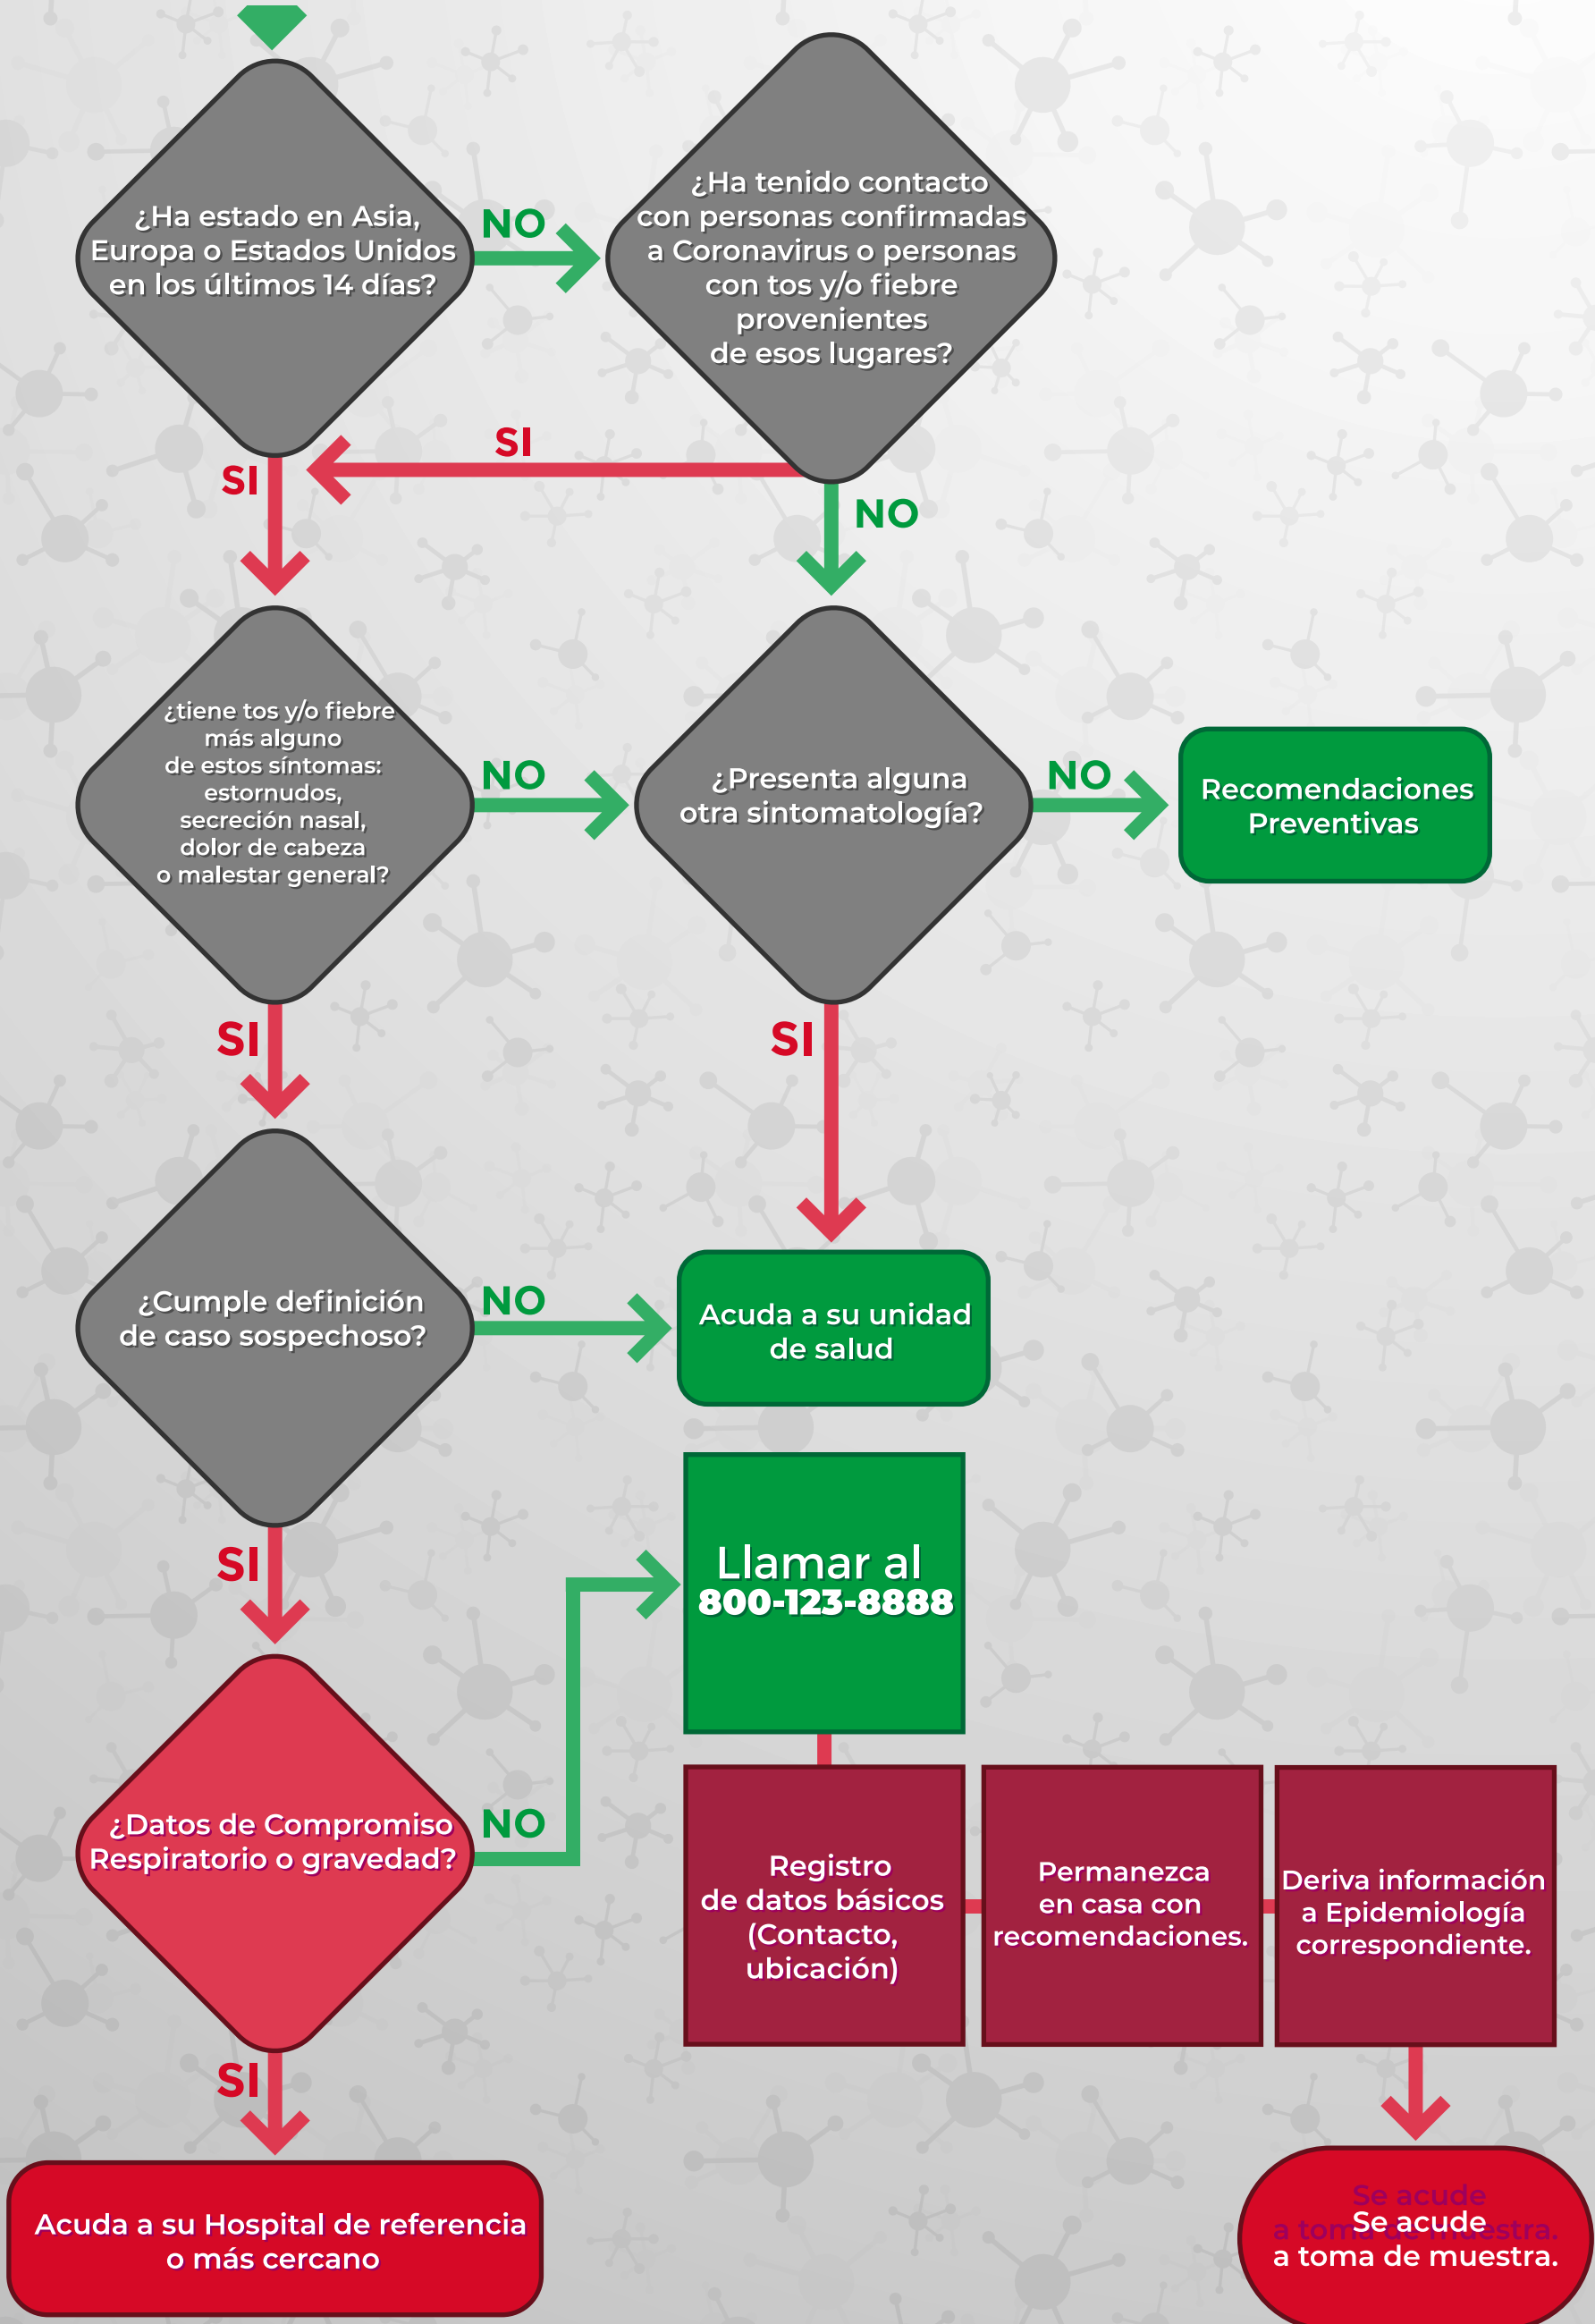 ¿Ha estado en Asia,
Europa o Estados Unidos
en los últimos 14 días?
NO
¿Ha tenido contacto
con personas confirmadas
a Coronavirus o personas
con tos y/o fiebre
provenientes
de esos lugares?
SI
SI
NO
¿tiene tos y/o fiebre
más alguno
de estos síntomas:
estornudos,
secreción nasal,
dolor de cabeza
o malestar general?
NO
¿Presenta alguna
otra sintomatología?
NO
Recomendaciones
Preventivas
SI
SI
¿Cumple definición
de caso sospechoso?
NO
Acuda a su unidad
de salud
SI
Llamar al
800-123-8888
¿Datos de Compromiso
Respiratorio o gravedad?
NO
Registro
de datos básicos
(Contacto,
ubicación)
Permanezca
en casa con
recomendaciones.
Deriva información
a Epidemiología
correspondiente.
SI
Acuda a su Hospital de referencia
o más cercano
Se acude
a toma de muestra.